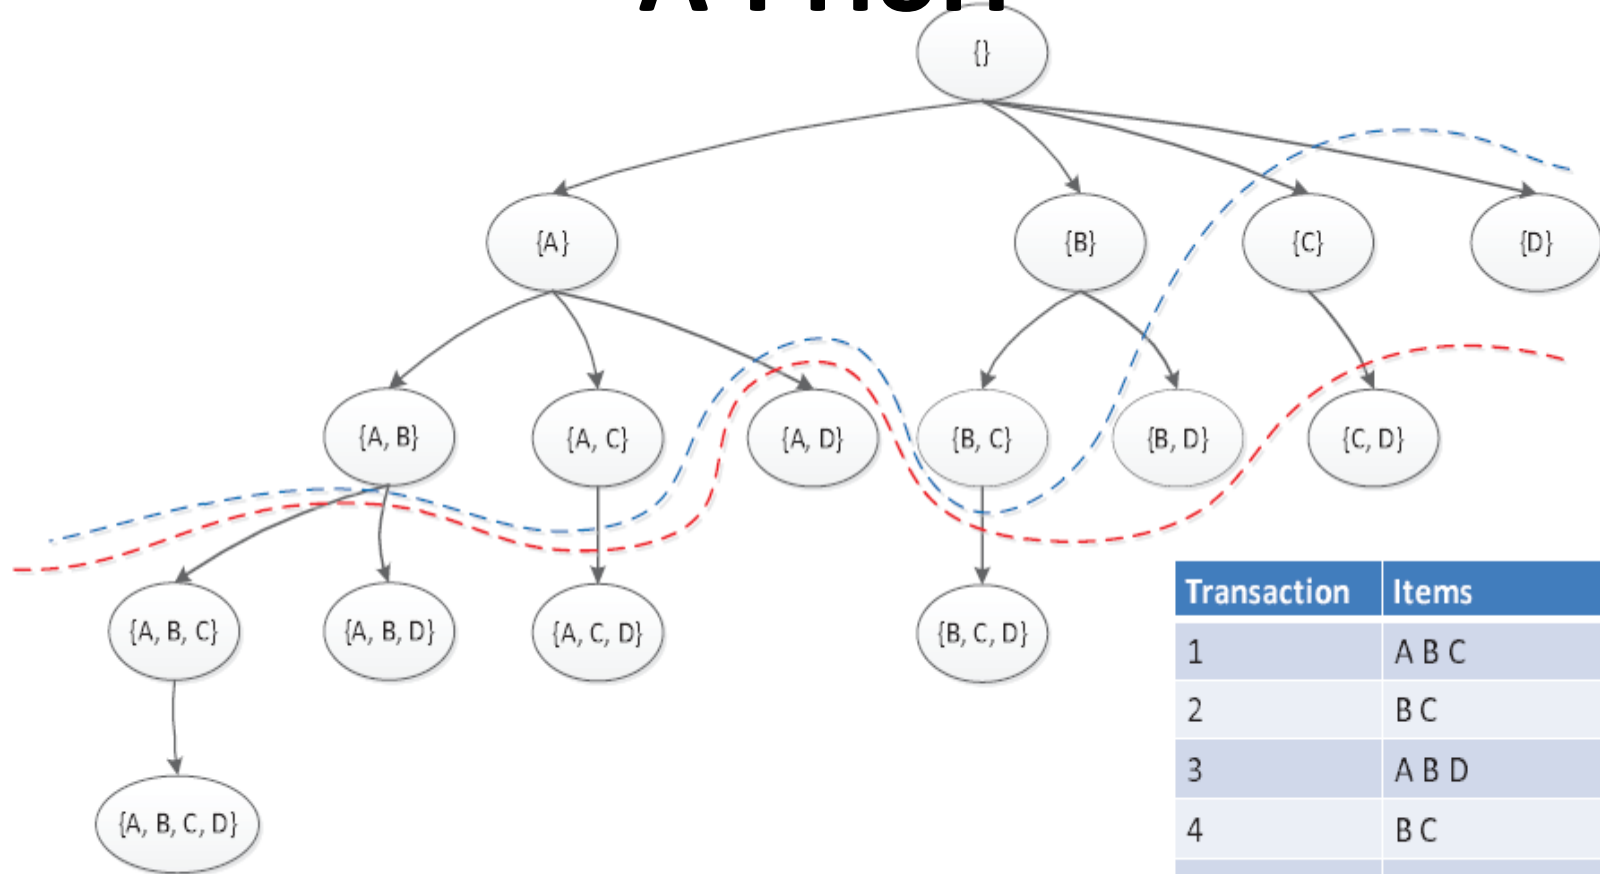 {}
{A} {B} {C} {D}
{A, B} {A, C} {A, D} {B, C} {B, D} {C, D}
{A, B, C} {A, B, D} {A, C, D} {B, C, D}
{A, B, C, D}
Transaction Items
1 A B C
2 B C
3 A B D
4 B C